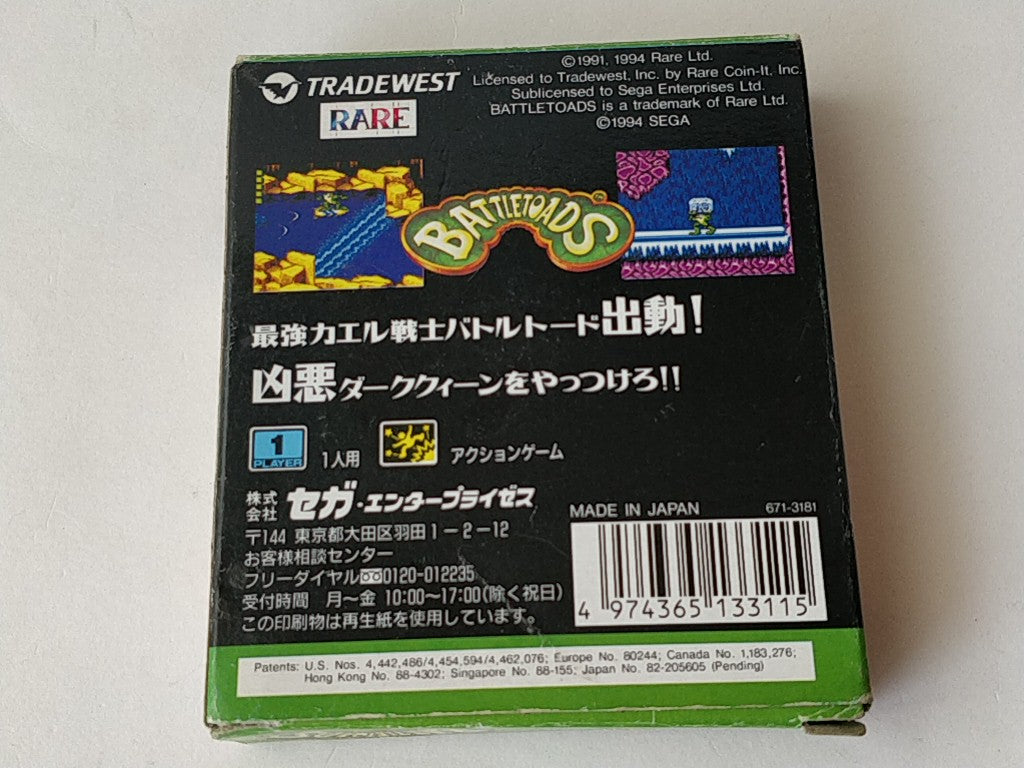 TRADEWEST
RARE
©1991, 1994 Rare Ltd.
Licensed to Tradewest, Inc. by Rare Coin-It, Inc.
Sublicensed to Sega Enterprises Ltd.
BATTLETOADS is a trademark of Rare Ltd.
©1994 SEGA
BATTLETOADS
最強カエル戦士バトルトード出動!
凶悪ダーククィーンをやっつけろ!!
1
PLAYER
1人用
アクションゲーム
株式会社 セガ・エンタープライゼス
〒144 東京都大田区羽田1-2-12
お客様相談センター
フリーダイヤル 0120-012235
受付時間 月〜金 10:00〜17:00(除く祝日)
この印刷物は再生紙を使用しています。
MADE IN JAPAN 671-3181
4 974365 133115
Patents: U.S. Nos. 4,442,486/4,454,594/4,462,076; Europe No. 80244; Canada No. 1,183,276;
Hong Kong No. 88-4302; Singapore No. 88-155; Japan No. 82-205605 (Pending)